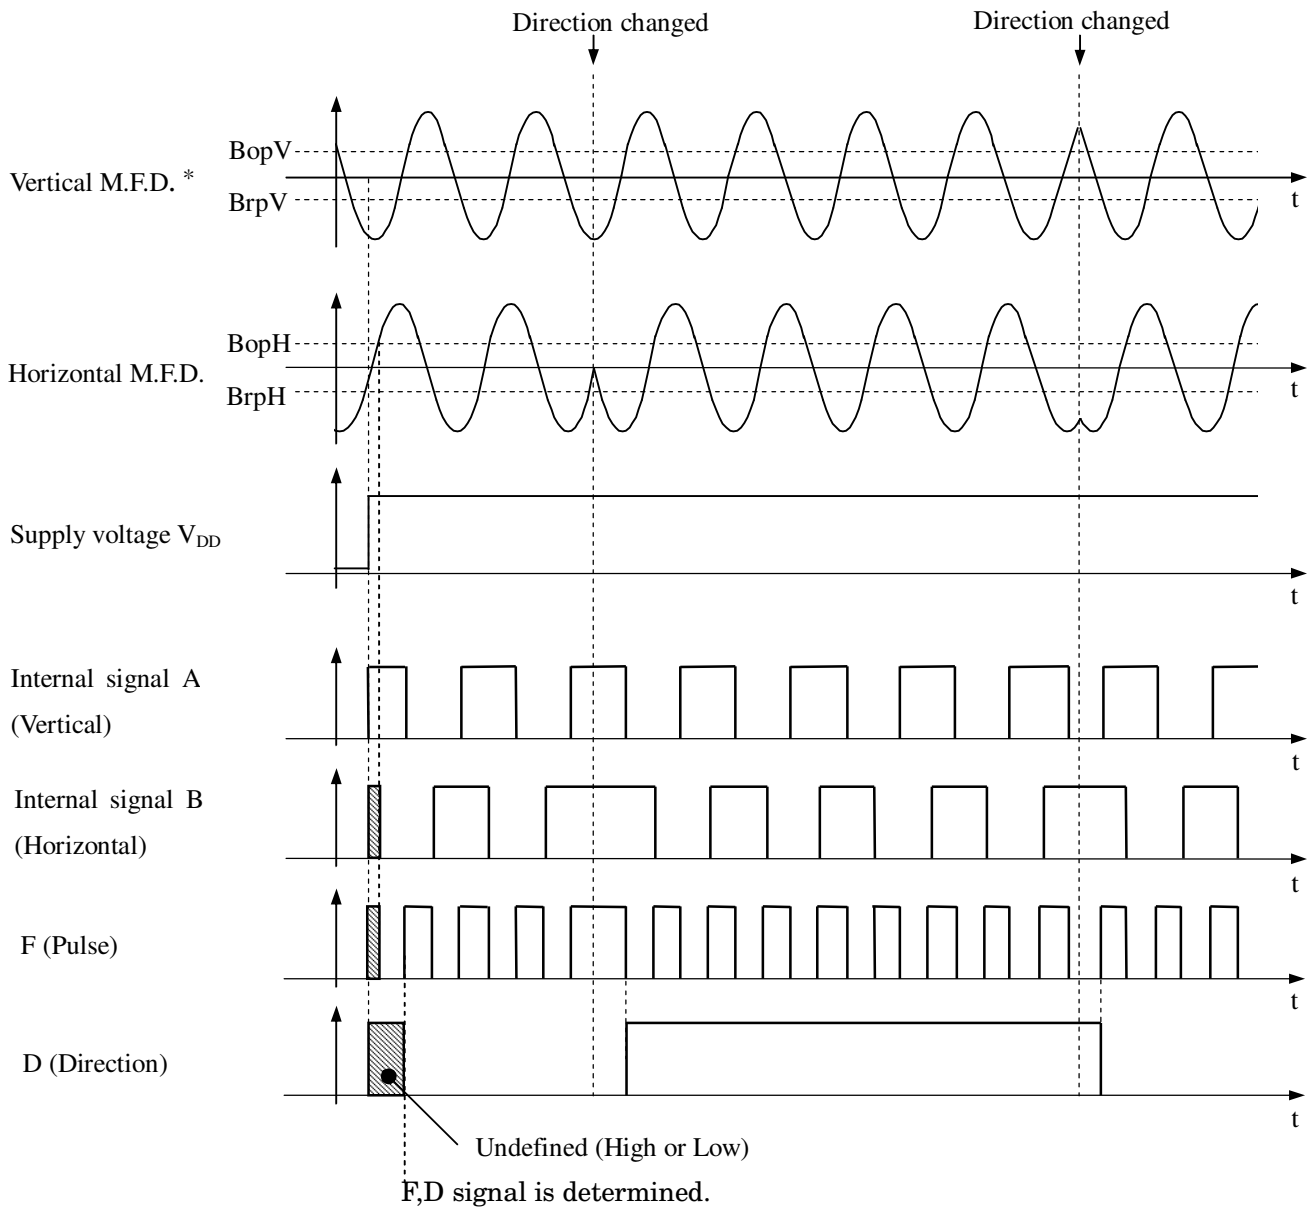 Direction changed
Direction changed
BopV
Vertical M.F.D. *
BrpV
t
BopH
Horizontal M.F.D.
BrpH
t
Supply voltage VDD
t
Internal signal A
(Vertical)
t
Internal signal B
(Horizontal)
t
F (Pulse)
t
D (Direction)
t
Undefined (High or Low)
F,D signal is determined.